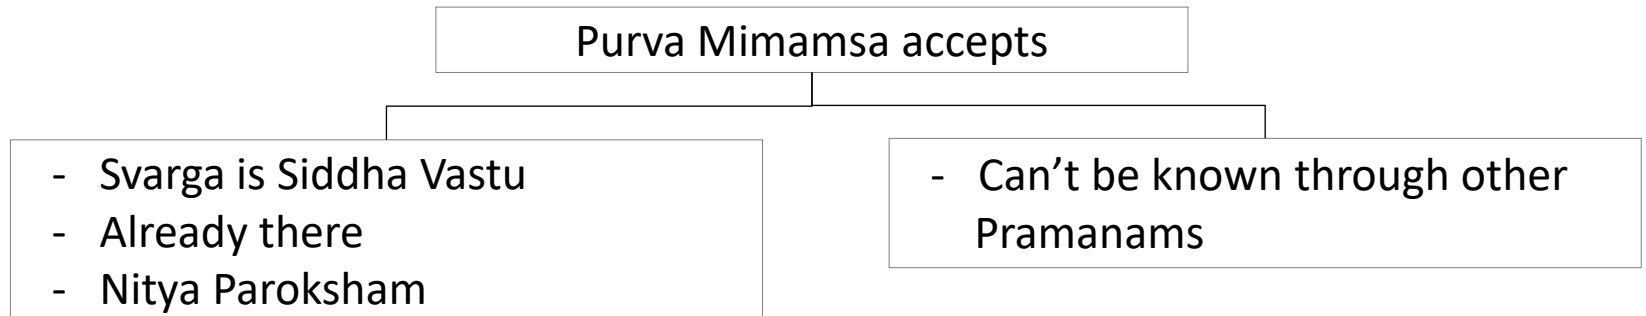 Purva Mimamsa accepts
- Svarga is Siddha Vastu
- Already there
- Nitya Paroksham
- Can’t be known through other
Pramanams